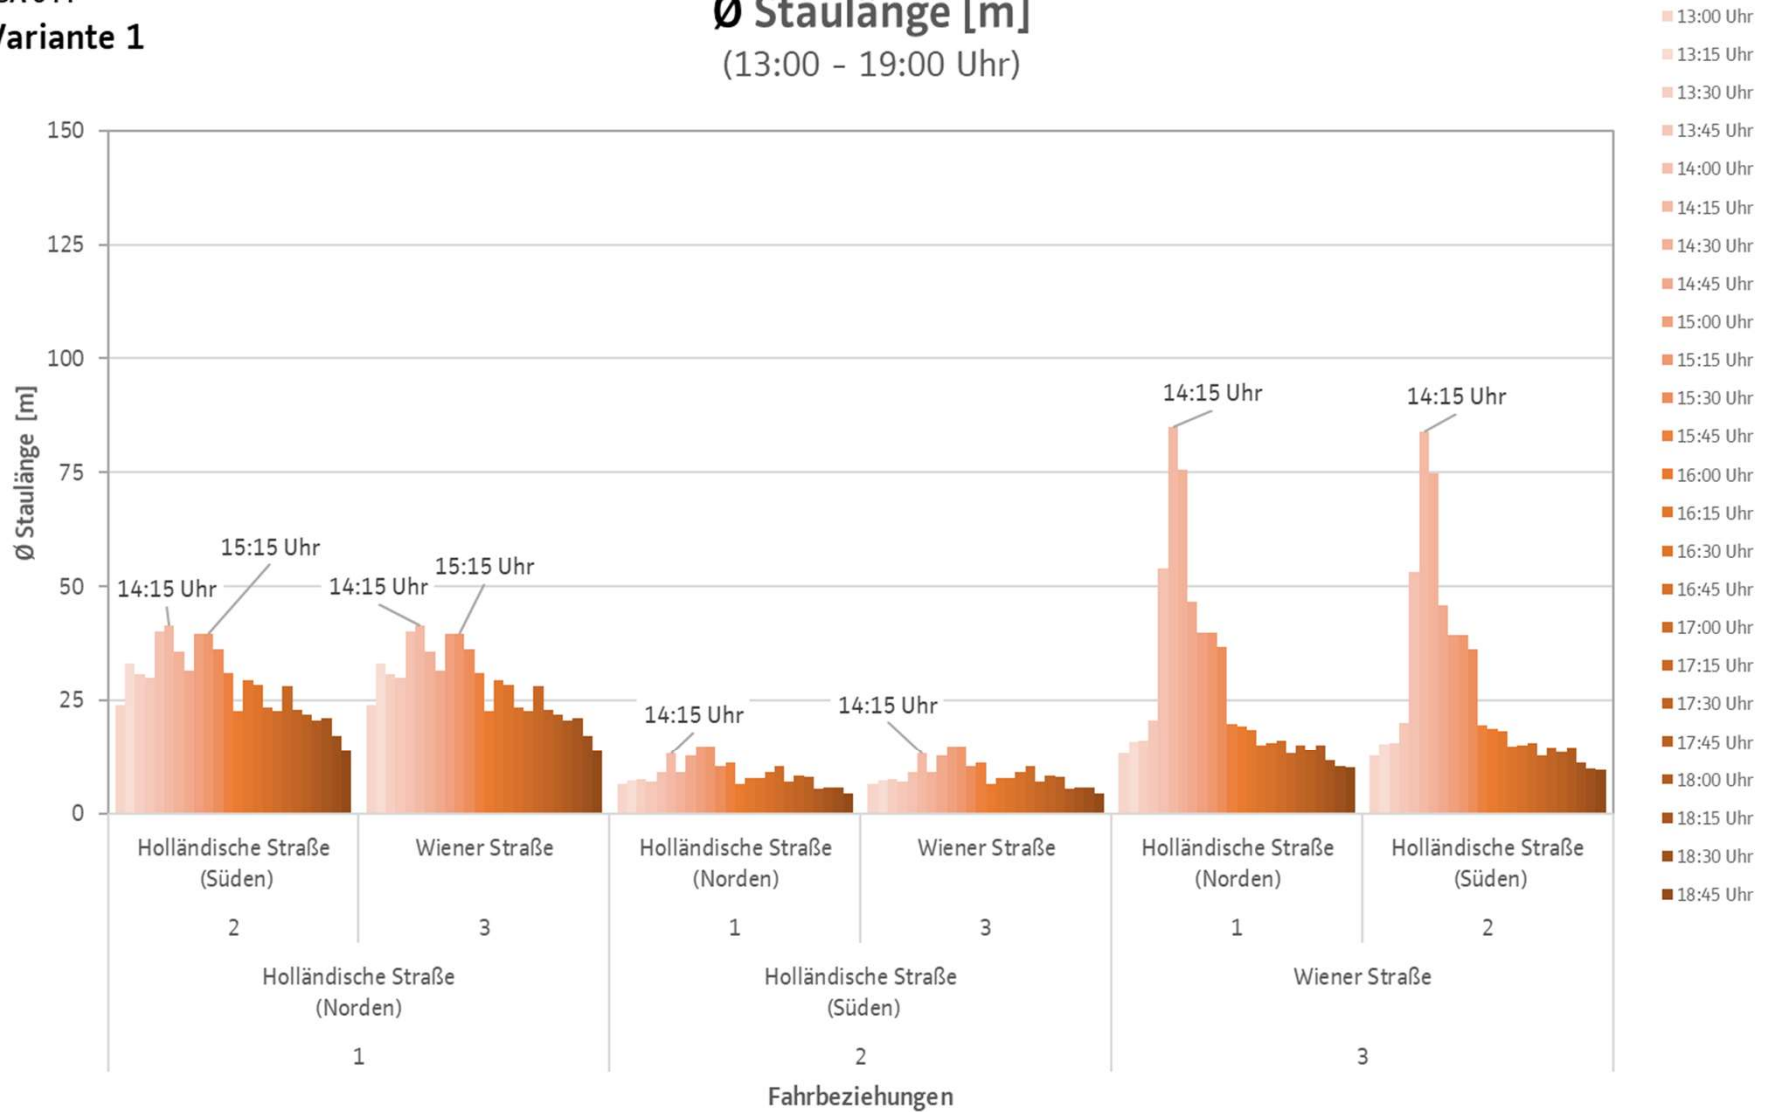 Variante 1
Ø Staulänge [m]
(13:00 - 19:00 Uhr)
Ø Staulänge [m]
150
125
100
75
50
25
0
14:15 Uhr
15:15 Uhr
14:15 Uhr
15:15 Uhr
14:15 Uhr
14:15 Uhr
14:15 Uhr
14:15 Uhr
Holländische Straße
(Süden)
Wiener Straße
Holländische Straße
(Norden)
Wiener Straße
Holländische Straße
(Norden)
Holländische Straße
(Süden)
2
3
1
3
1
2
Holländische Straße
(Norden)
Holländische Straße
(Süden)
Wiener Straße
1
2
3
Fahrbeziehungen
13:00 Uhr
13:15 Uhr
13:30 Uhr
13:45 Uhr
14:00 Uhr
14:15 Uhr
14:30 Uhr
14:45 Uhr
15:00 Uhr
15:15 Uhr
15:30 Uhr
15:45 Uhr
16:00 Uhr
16:15 Uhr
16:30 Uhr
16:45 Uhr
17:00 Uhr
17:15 Uhr
17:30 Uhr
17:45 Uhr
18:00 Uhr
18:15 Uhr
18:30 Uhr
18:45 Uhr